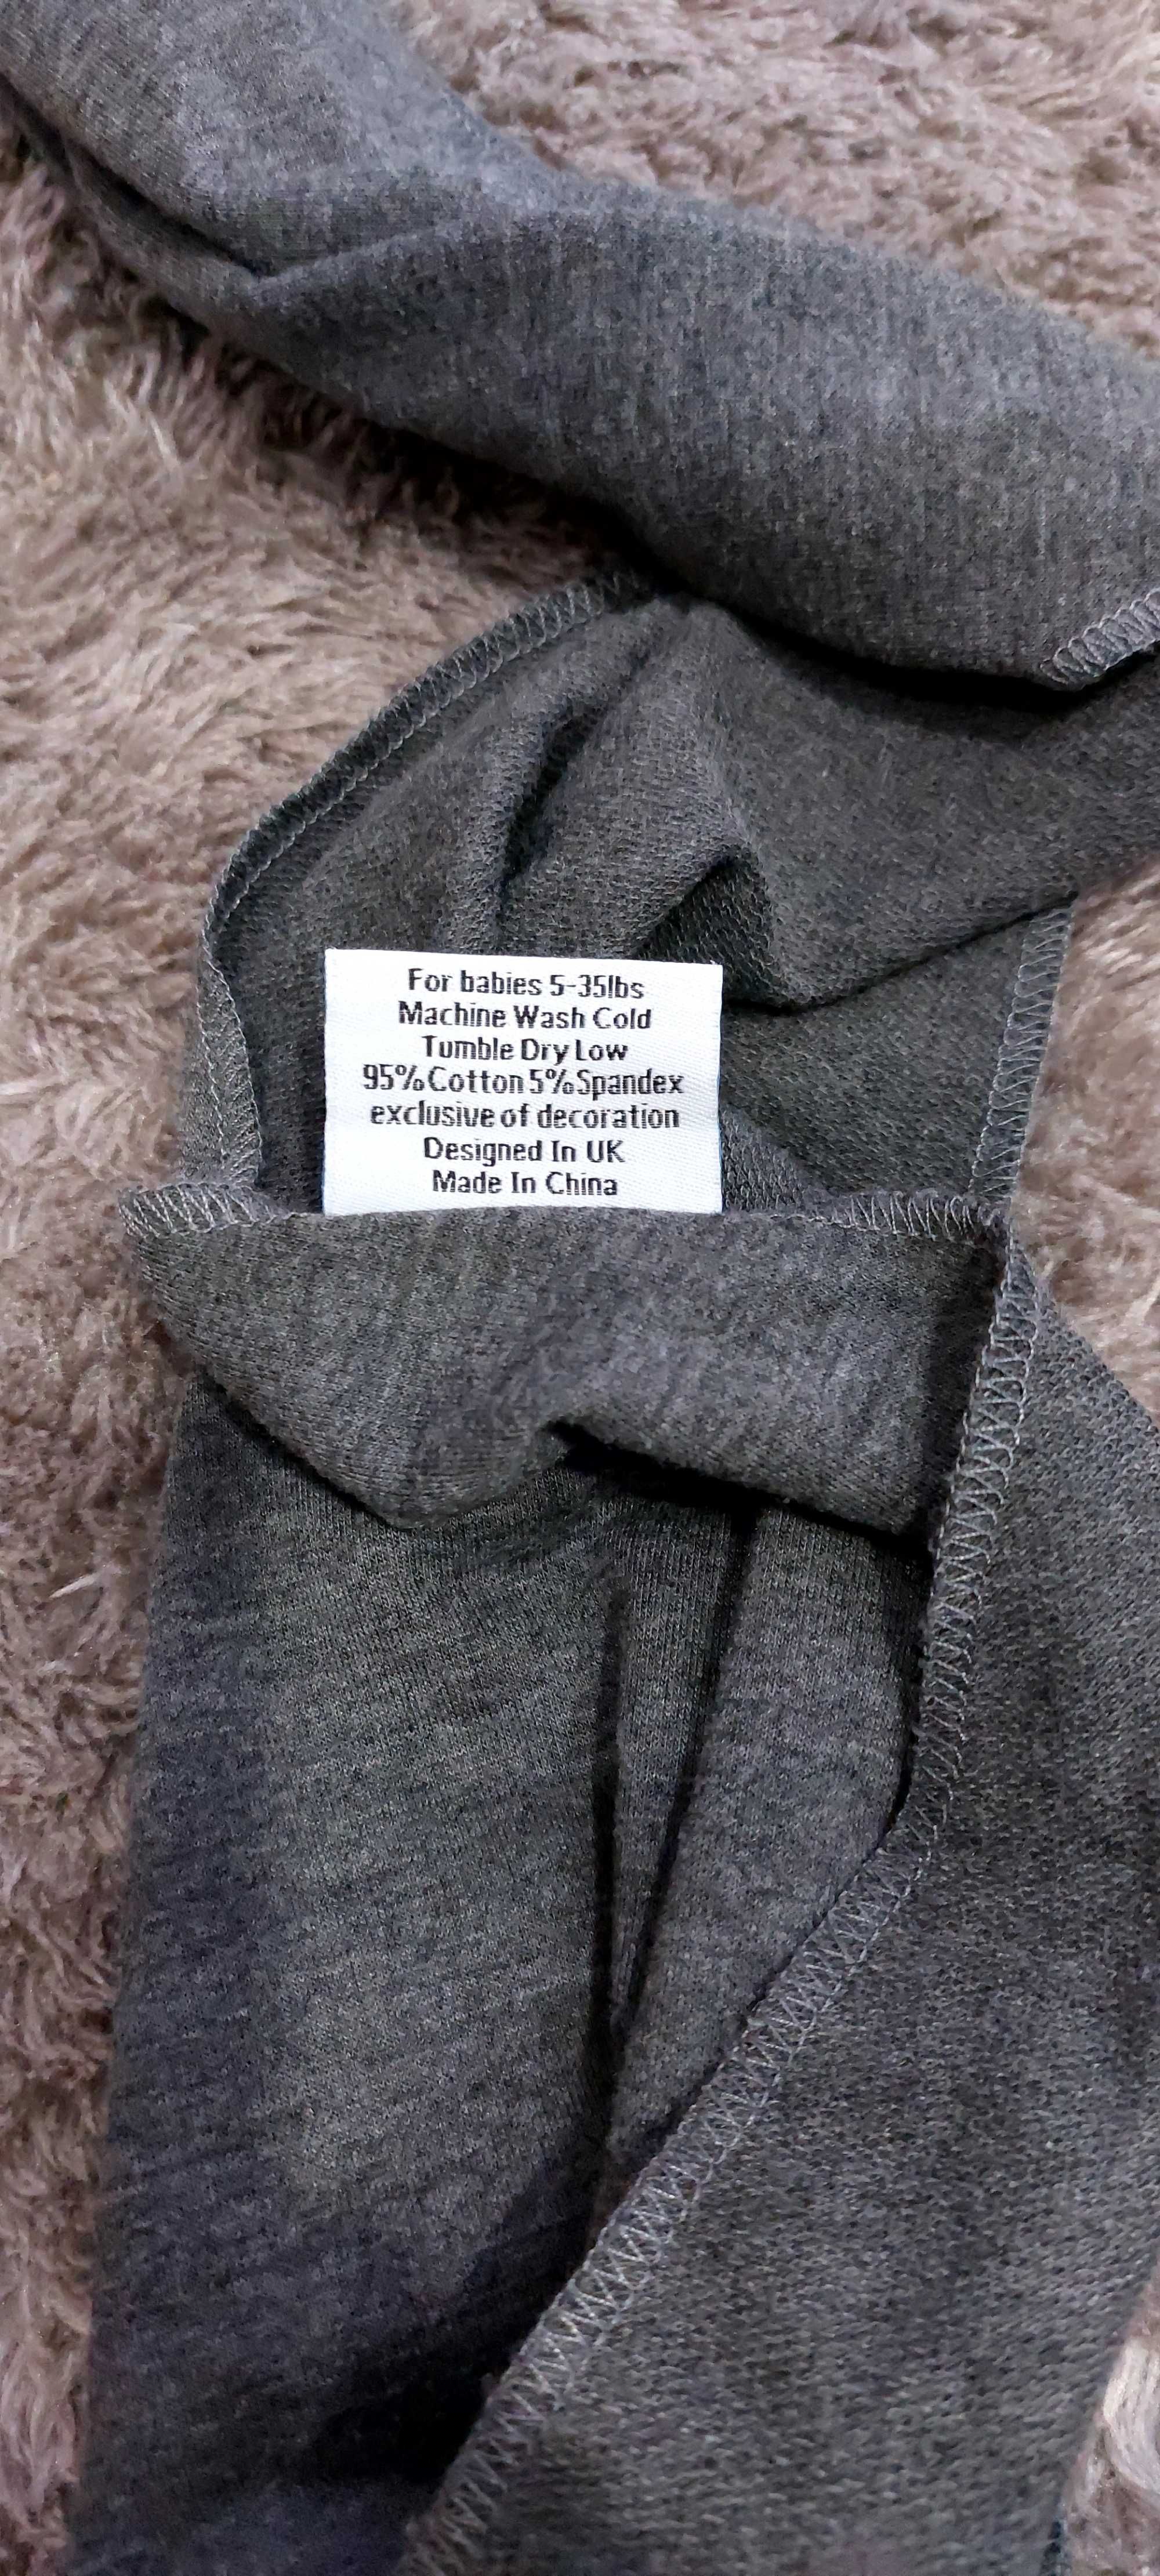 For babies 5-35lbs
Machine Wash Cold
Tumble Dry Low
95%Cotton 5%Spandex
exclusive of decoration
Designed In UK
Made In China